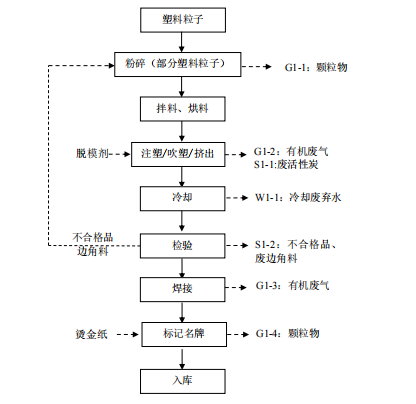 塑料粒子
粉碎（部分塑料粒子）
G1-1：颗粒物
拌料、烘料
脱模剂
注塑/吹塑/挤出
G1-2：有机废气
S1-1:废活性炭
冷却
W1-1：冷却废弃水
不合格品
边角料
检验
S1-2：不合格品、
废边角料
焊接
G1-3：有机废气
烫金纸
标记名牌
G1-4：颗粒物
入库